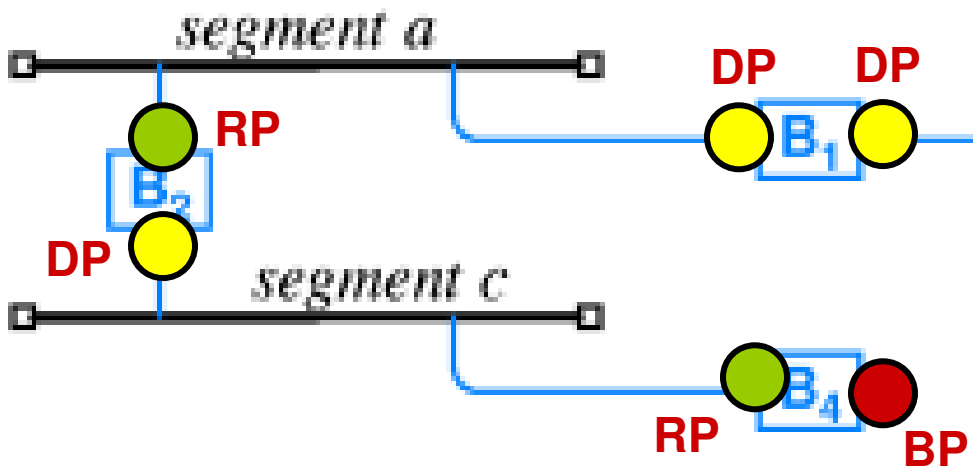 segment a
DP
DP
RP
B1
B2
DP
segment c
B4
RP
BP